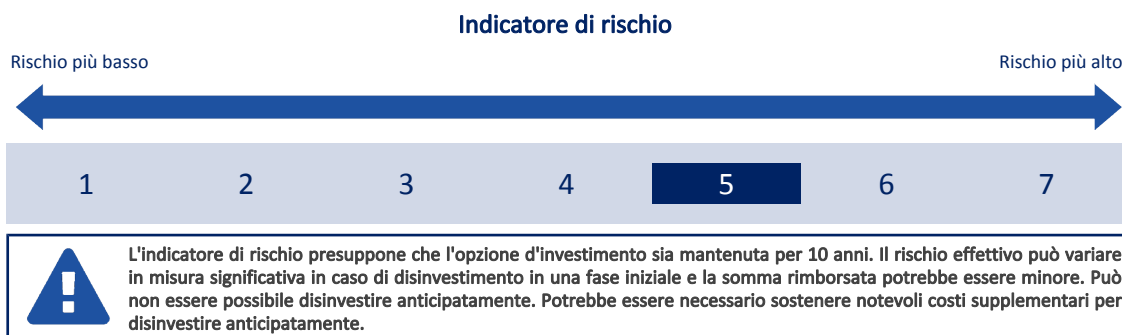 Indicatore di rischio
Rischio più basso
Rischio più alto
1 2 3 4 5 6 7
L'indicatore di rischio presuppone che l'opzione d'investimento sia mantenuta per 10 anni. Il rischio effettivo può variare
in misura significativa in caso di disinvestimento in una fase iniziale e la somma rimborsata potrebbe essere minore. Può
non essere possibile disinvestire anticipatamente. Potrebbe essere necessario sostenere notevoli costi supplementari per
disinvestire anticipatamente.